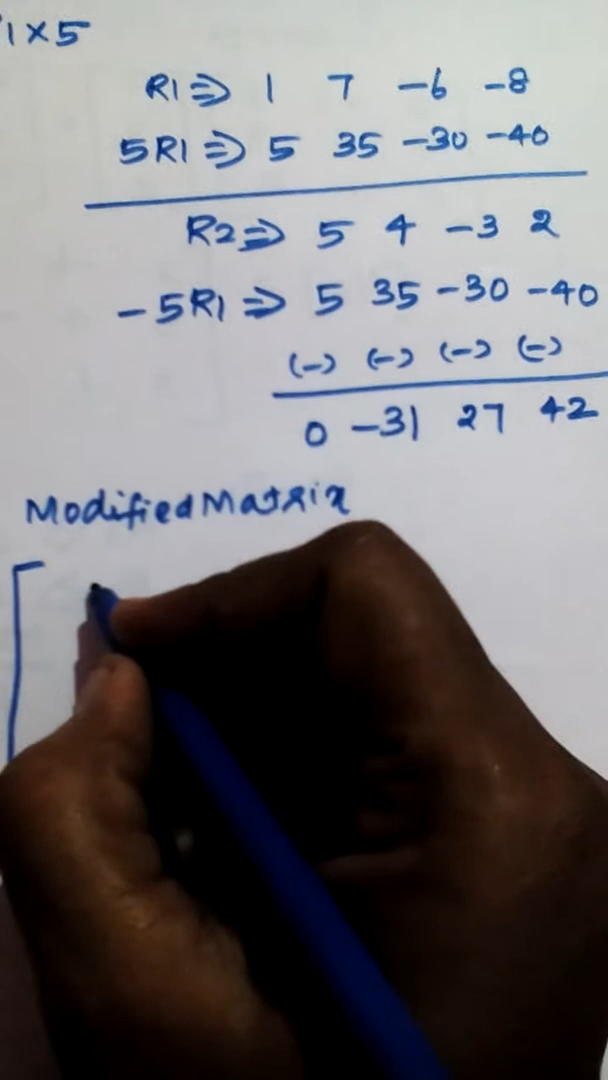 1×5
R1⇒ 1 7 -6 -8
5R1⇒ 5 35 -30 -40
R2⇒ 5 4 -3 2
-5R1⇒ 5 35 -30 -40
(-) (-) (-) (-)
0 -31 27 42
Modified Matrix